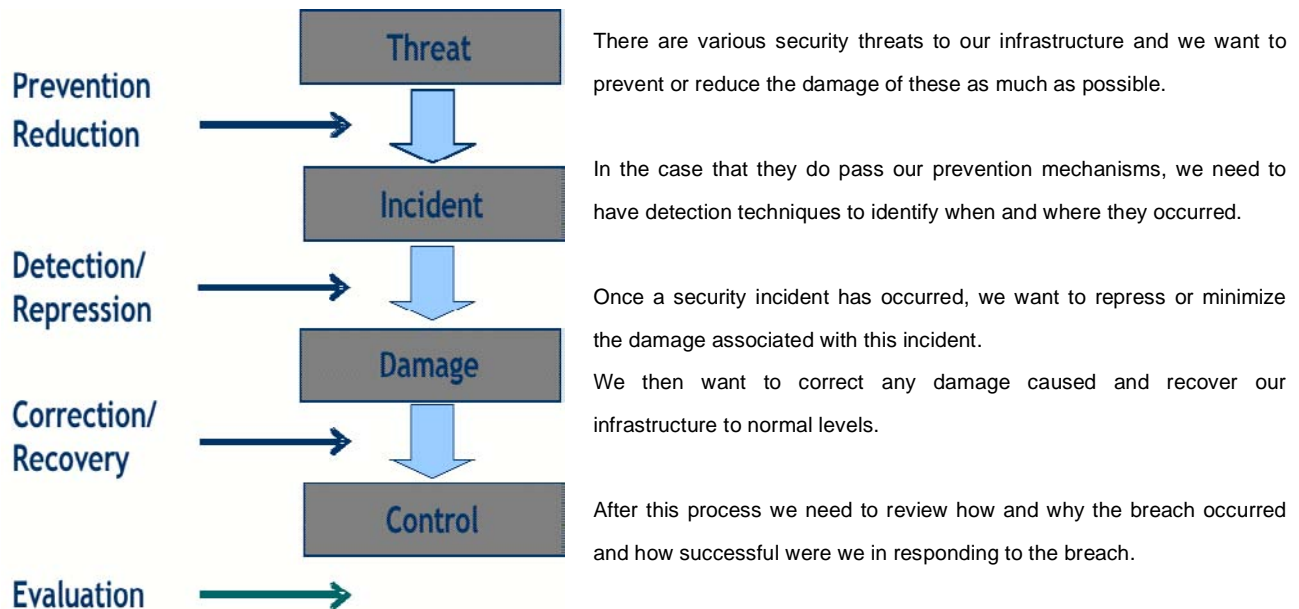 Threat
Prevention
Reduction
Incident
Detection/
Repression
Damage
Correction/
Recovery
Control
Evaluation
There are various security threats to our infrastructure and we want to
prevent or reduce the damage of these as much as possible.
In the case that they do pass our prevention mechanisms, we need to
have detection techniques to identify when and where they occurred.
Once a security incident has occurred, we want to repress or minimize
the damage associated with this incident.
We then want to correct any damage caused and recover our
infrastructure to normal levels.
After this process we need to review how and why the breach occurred
and how successful were we in responding to the breach.